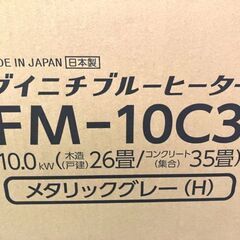 DE IN JAPAN 日本製
ダイニチブルーヒーター
FM-10C3
10.0kW(木造(戸建)26畳/コンクリート(集合)35畳)
メタリックグレー(H)